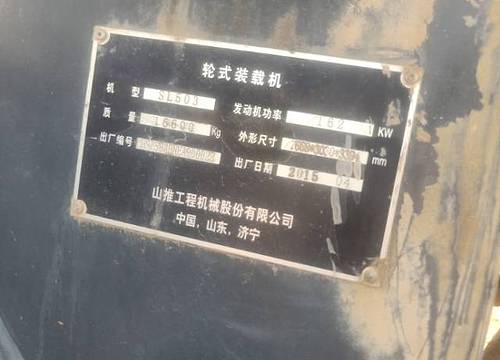 轮式装载机
机 型 SL503 发动机功率 162 KW
质 量 16600 Kg 外形尺寸 mm
出厂编号 出厂日期 2015 04
山推工程机械股份有限公司
中国，山东、济宁